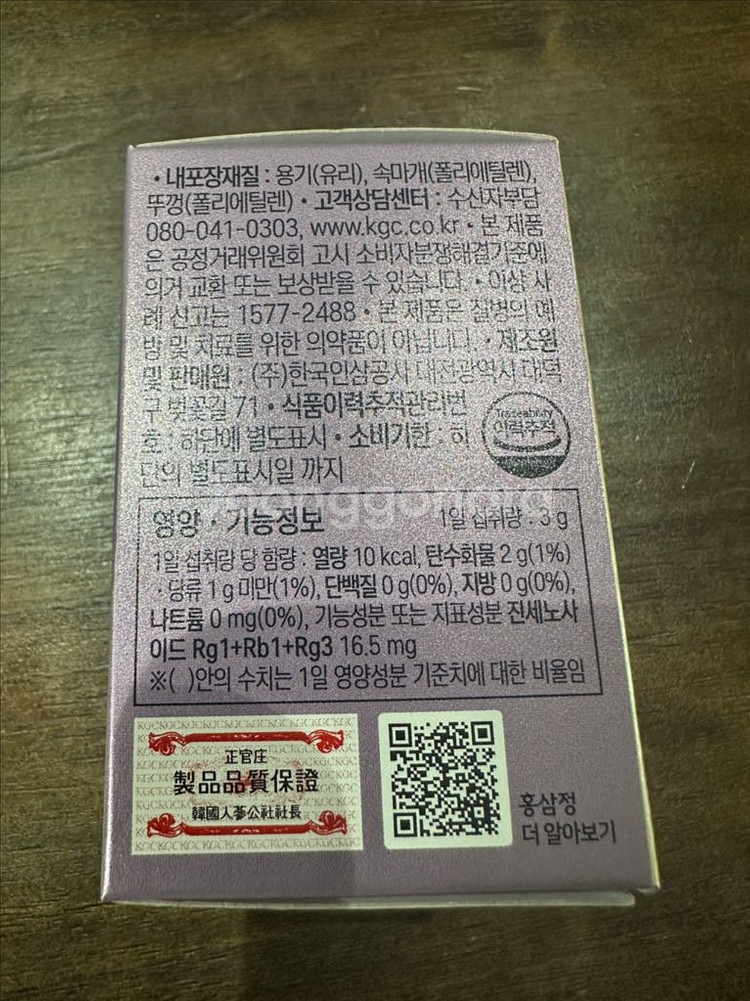 • 내포장재질 : 용기(유리), 속마개(폴리에틸렌),
뚜껑(폴리에틸렌) • 고객상담센터 : 수신자부담
080-041-0303, www.kgc.co.kr • 본 제품
은 공정거래위원회 고시 소비자분쟁해결기준에
의거 교환 또는 보상받을 수 있습니다. • 이상 사
례 신고는 1577-2488 • 본 제품은 질병의 예
방 및 치료를 위한 의약품이 아닙니다. • 제조원
및 판매원 : (주)한국인삼공사 대전광역시 대덕
구 벚꽃길 71 • 식품이력추적관리번
호 : 하단에 별도표시 • 소비기한 : 하
단의 별도표시일 까지
Traceability
이력추적
영양 · 기능정보
1일 섭취량 : 3 g
1일 섭취량 당 함량 : 열량 10 kcal, 탄수화물 2 g(1%)
· 당류 1 g 미만(1%), 단백질 0 g(0%), 지방 0 g(0%),
나트륨 0 mg(0%), 기능성분 또는 지표성분 진세노사
이드 Rg1+Rb1+Rg3 16.5 mg
※( )안의 수치는 1일 영양성분 기준치에 대한 비율임
正官庄
製品品質保證
韓國人蔘公社社長
홍삼정
더 알아보기